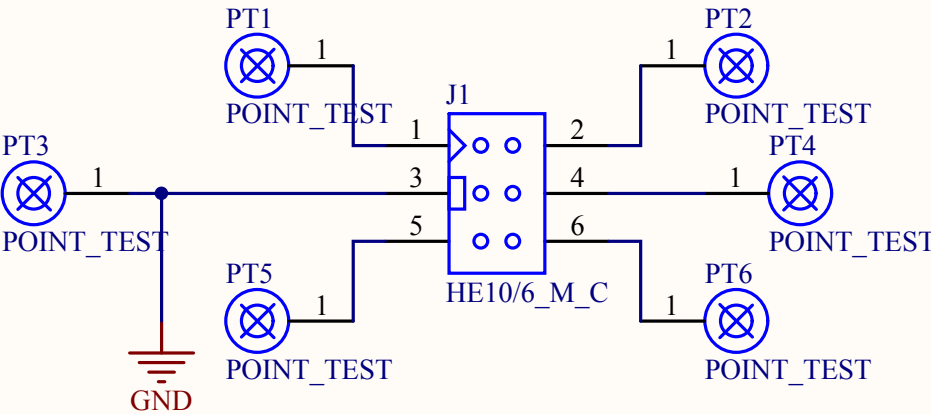 PT1
PT2
1
1
POINT_TEST
J1
POINT_TEST
1
2
PT3
PT4
1
3
4
1
POINT_TEST
POINT_TEST
5
6
PT5
PT6
1
HE10/6_M_C
1
POINT_TEST
POINT_TEST
GND